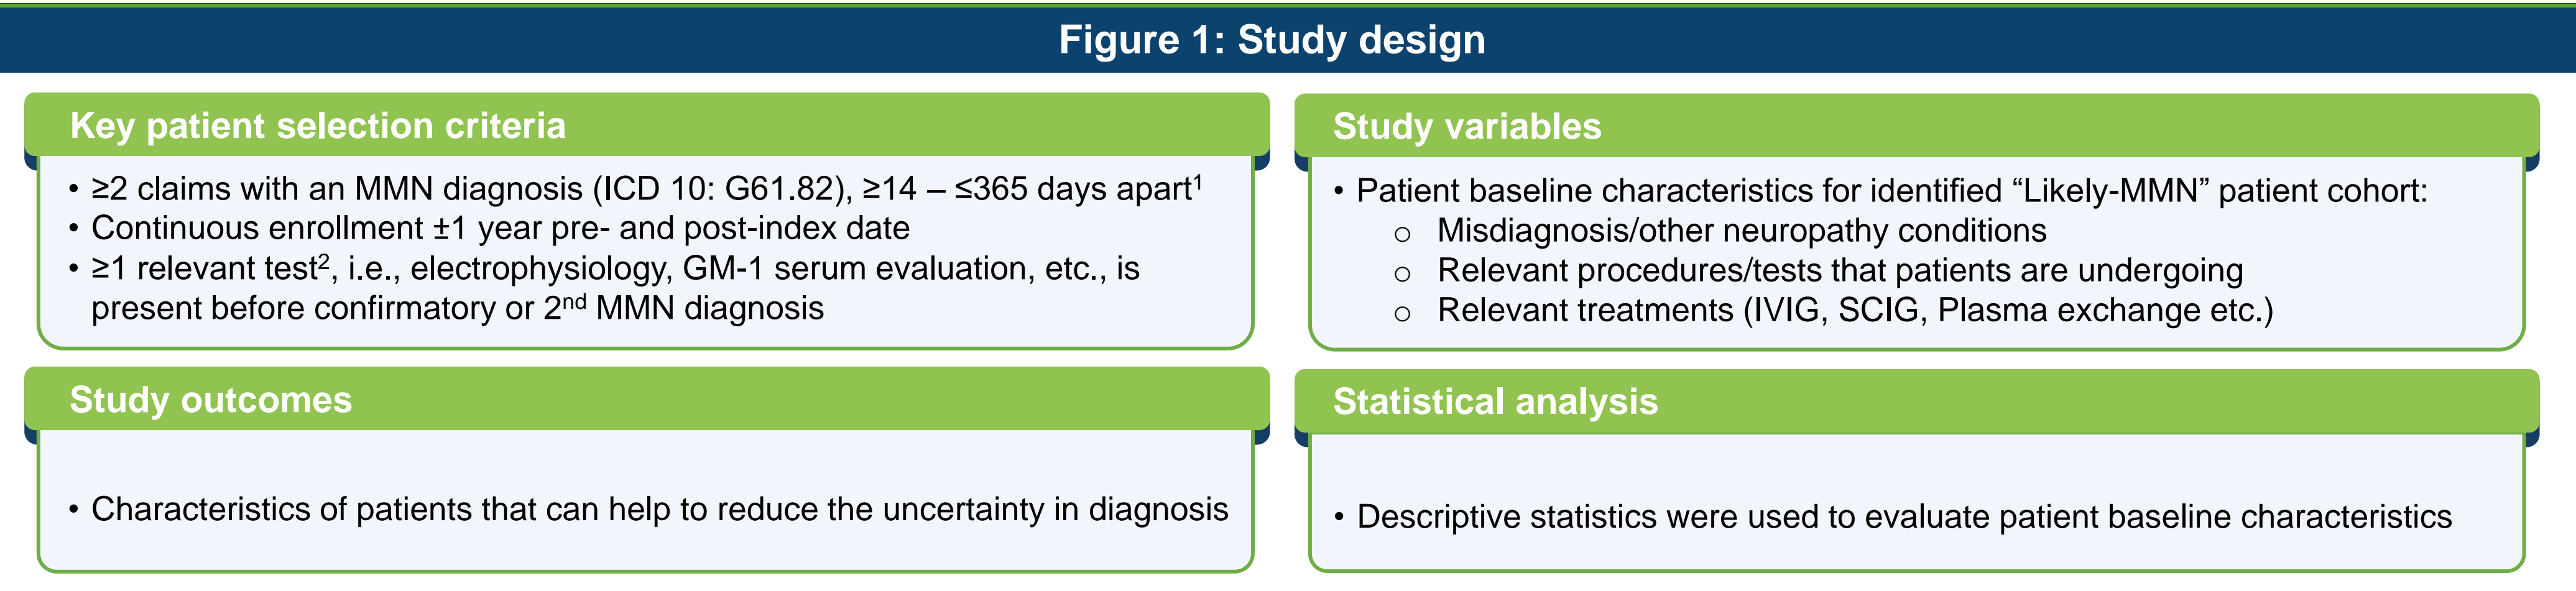 Figure 1: Study design
Key patient selection criteria
• ≥2 claims with an MMN diagnosis (ICD 10: G61.82), ≥14 – ≤365 days apart¹
• Continuous enrollment ±1 year pre- and post-index date
• ≥1 relevant test², i.e., electrophysiology, GM-1 serum evaluation, etc., is
present before confirmatory or 2ⁿᵈ MMN diagnosis
Study variables
• Patient baseline characteristics for identified “Likely-MMN” patient cohort:
o Misdiagnosis/other neuropathy conditions
o Relevant procedures/tests that patients are undergoing
o Relevant treatments (IVIG, SCIG, Plasma exchange etc.)
Study outcomes
• Characteristics of patients that can help to reduce the uncertainty in diagnosis
Statistical analysis
• Descriptive statistics were used to evaluate patient baseline characteristics